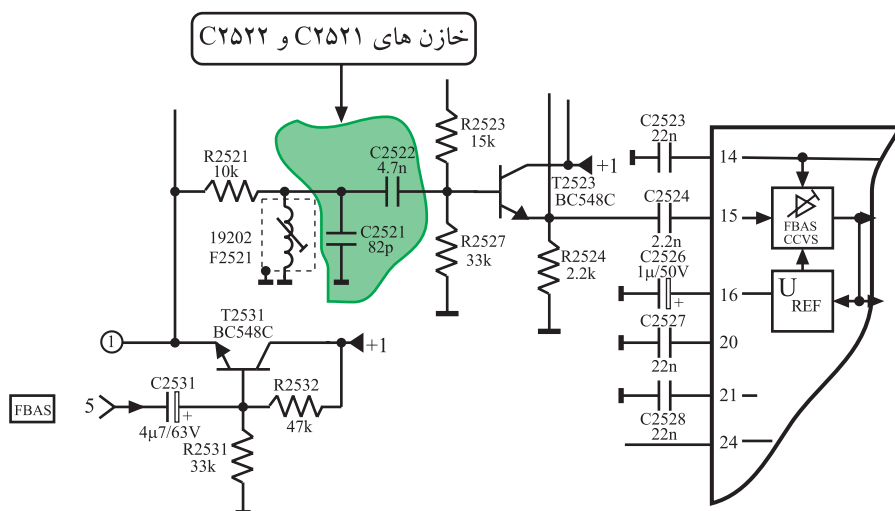 خازن های C۲۵۲۱ و C۲۵۲۲
R2523
15k
C2523
22n
14
R2521
10k
C2522
4.7n
+1
T2523
BC548C
C2524
2.2n
15
FBAS
CCVS
19202
F2521
C2521
82p
R2527
33k
R2524
2.2k
C2526
1µ/50V
+
16
U
REF
T2531
BC548C
1
+1
C2527
22n
20
FBAS
5
C2531
+
4µ7/63V
R2532
47k
21
C2528
22n
R2531
33k
24